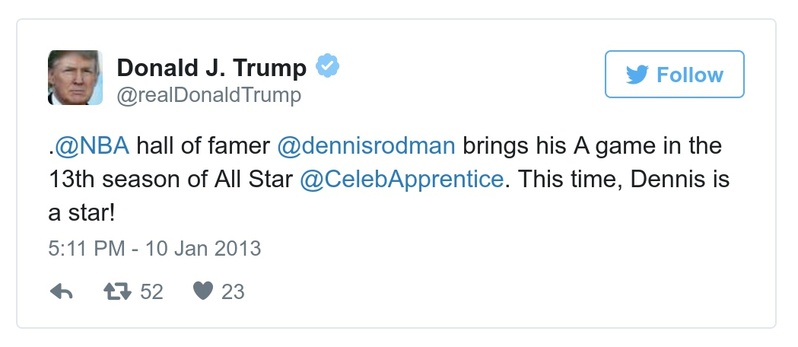 Donald J. Trump
@realDonaldTrump
Follow
.@NBA hall of famer @dennisrodman brings his A game in the
13th season of All Star @CelebApprentice. This time, Dennis is
a star!
5:11 PM - 10 Jan 2013
52 23